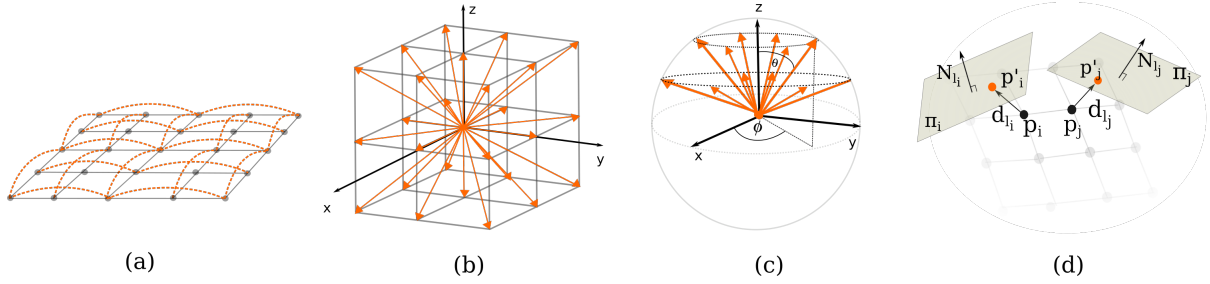 z
y
x
z
θ
ϕ
x
y
N_{l_i}
p'_i
Π_i
d_{l_i}
p_i
N_{l_j}
p'_j
Π_j
d_{l_j}
p_j
(a)
(b)
(c)
(d)